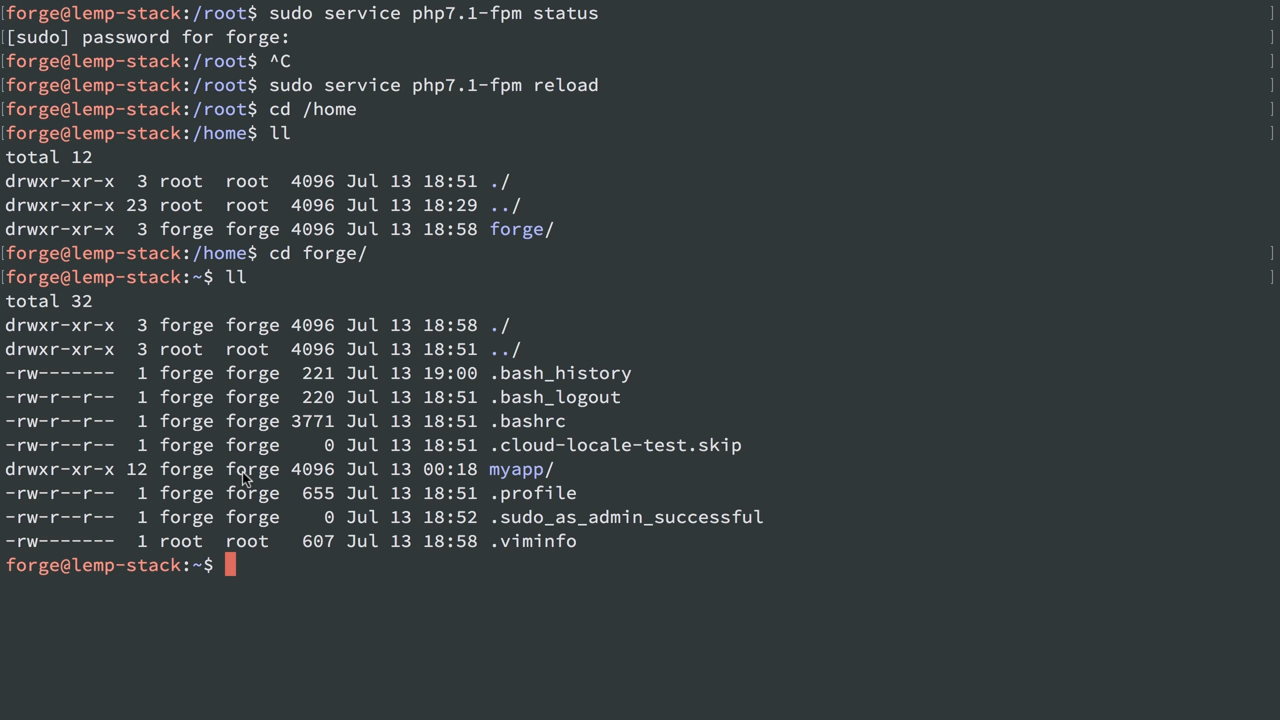 [forge@lemp-stack:/root$ sudo service php7.1-fpm status ]
[[sudo] password for forge: ]
[forge@lemp-stack:/root$ ^C ]
[forge@lemp-stack:/root$ sudo service php7.1-fpm reload ]
[forge@lemp-stack:/root$ cd /home ]
[forge@lemp-stack:/home$ ll ]
total 12
drwxr-xr-x  3 root  root  4096 Jul 13 18:51 ./
drwxr-xr-x 23 root  root  4096 Jul 13 18:29 ../
drwxr-xr-x  3 forge forge 4096 Jul 13 18:58 forge/
[forge@lemp-stack:/home$ cd forge/ ]
[forge@lemp-stack:~$ ll ]
total 32
drwxr-xr-x  3 forge forge 4096 Jul 13 18:58 ./
drwxr-xr-x  3 root  root  4096 Jul 13 18:51 ../
-rw-------  1 forge forge  221 Jul 13 19:00 .bash_history
-rw-r--r--  1 forge forge  220 Jul 13 18:51 .bash_logout
-rw-r--r--  1 forge forge 3771 Jul 13 18:51 .bashrc
-rw-r--r--  1 forge forge    0 Jul 13 18:51 .cloud-locale-test.skip
drwxr-xr-x 12 forge forge 4096 Jul 13 00:18 myapp/
-rw-r--r--  1 forge forge  655 Jul 13 18:51 .profile
-rw-r--r--  1 forge forge    0 Jul 13 18:52 .sudo_as_admin_successful
-rw-------  1 root  root   607 Jul 13 18:58 .viminfo
forge@lemp-stack:~$